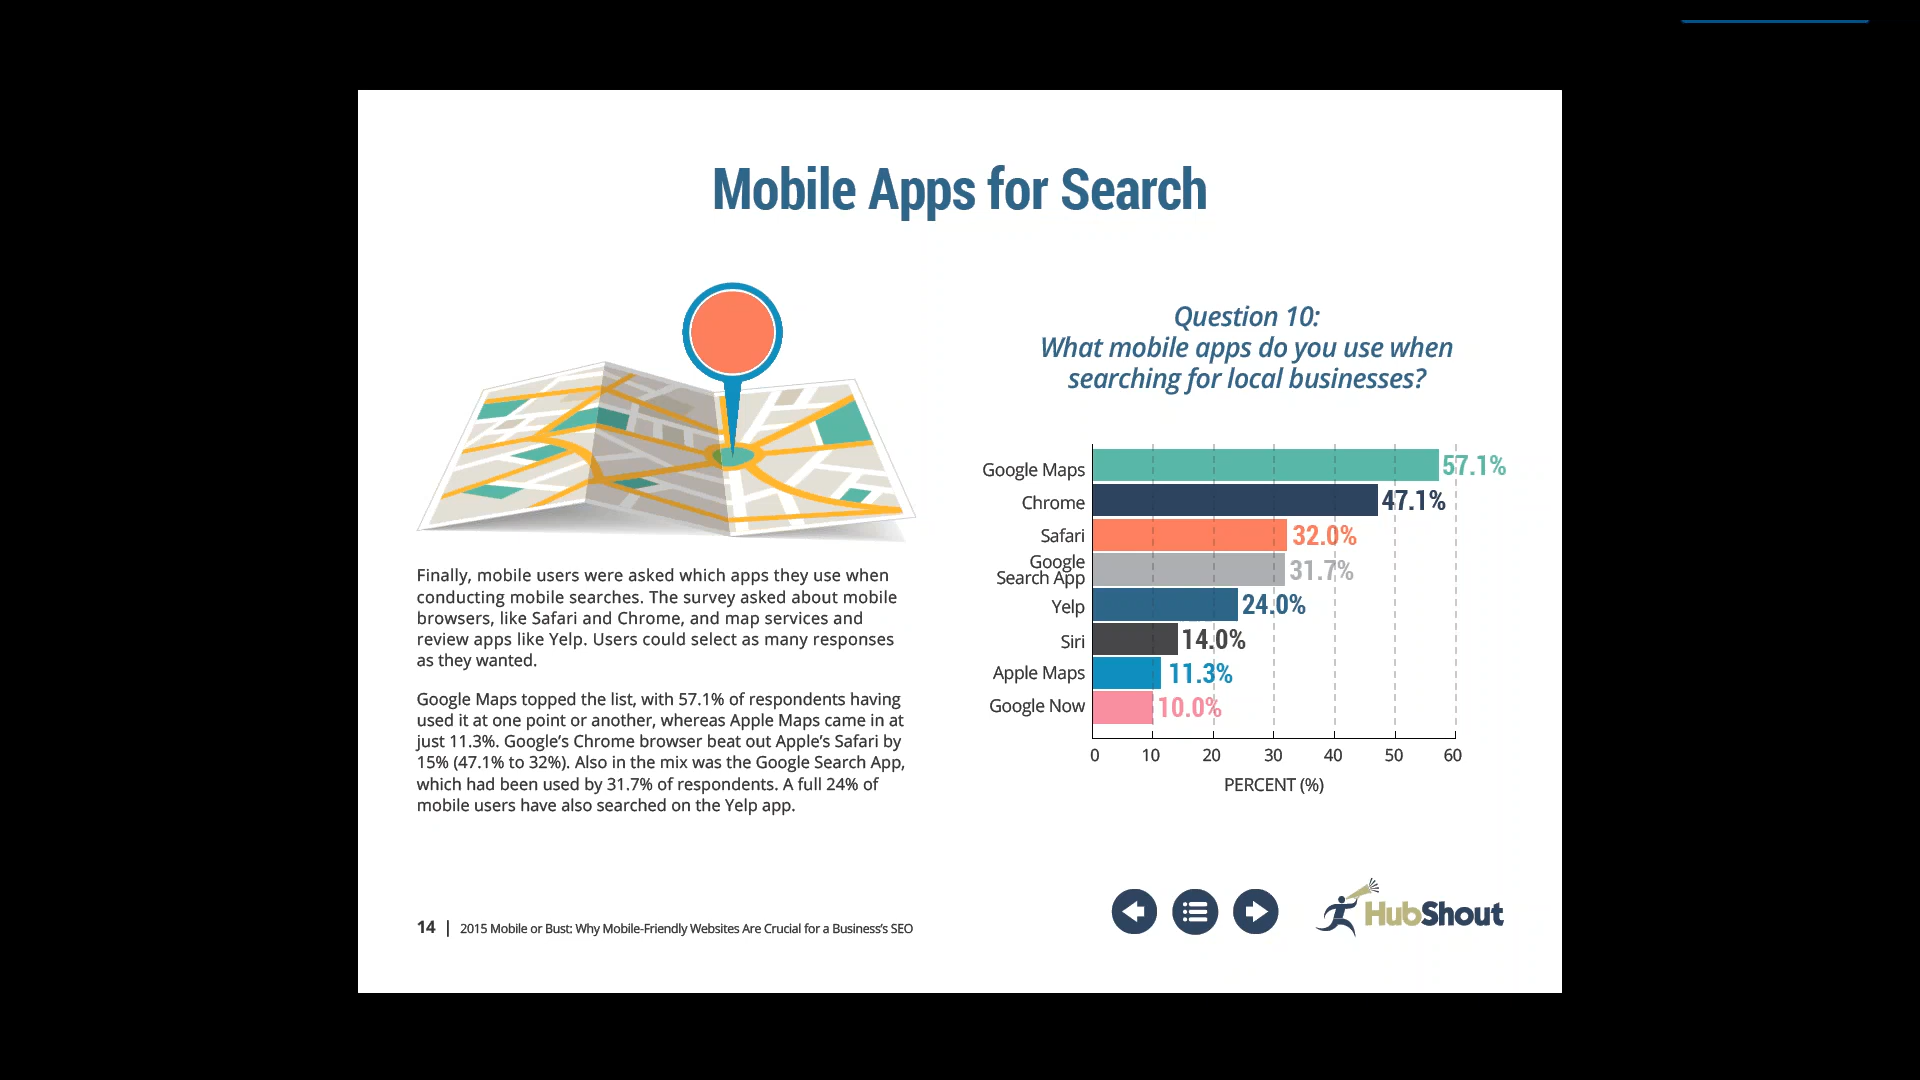 Mobile Apps for Search
Finally, mobile users were asked which apps they use when
conducting mobile searches. The survey asked about mobile
browsers, like Safari and Chrome, and map services and
review apps like Yelp. Users could select as many responses
as they wanted.
Google Maps topped the list, with 57.1% of respondents having
used it at one point or another, whereas Apple Maps came in at
just 11.3%. Google’s Chrome browser beat out Apple’s Safari by
15% (47.1% to 32%). Also in the mix was the Google Search App,
which had been used by 31.7% of respondents. A full 24% of
mobile users have also searched on the Yelp app.
Question 10:
What mobile apps do you use when
searching for local businesses?
Google Maps 57.1%
Chrome 47.1%
Safari 32.0%
Google
Search App 31.7%
Yelp 24.0%
Siri 14.0%
Apple Maps 11.3%
Google Now 10.0%
0 10 20 30 40 50 60
PERCENT (%)
14 | 2015 Mobile or Bust: Why Mobile-Friendly Websites Are Crucial for a Business’s SEO
HubShout